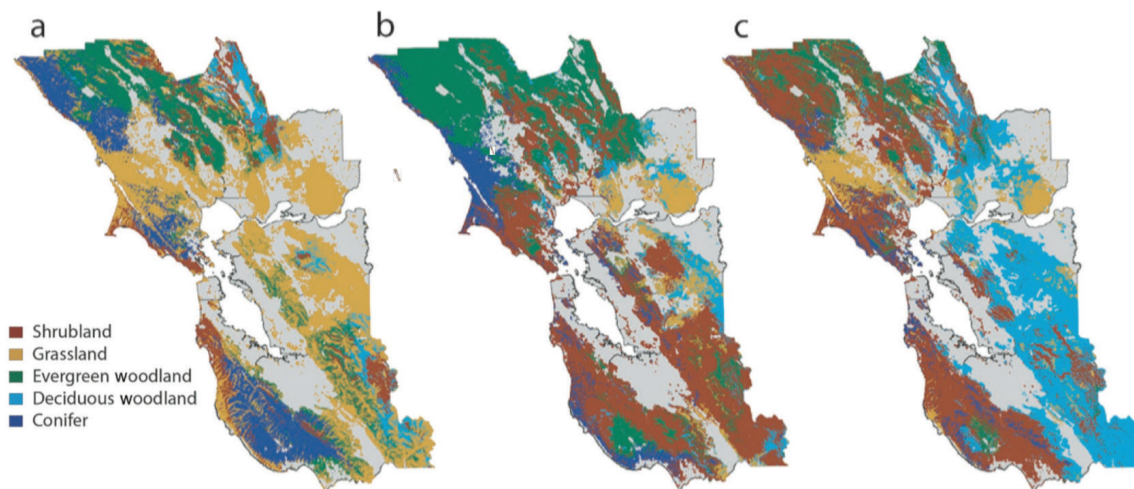 a
b
c
Shrubland
Grassland
Evergreen woodland
Deciduous woodland
Conifer